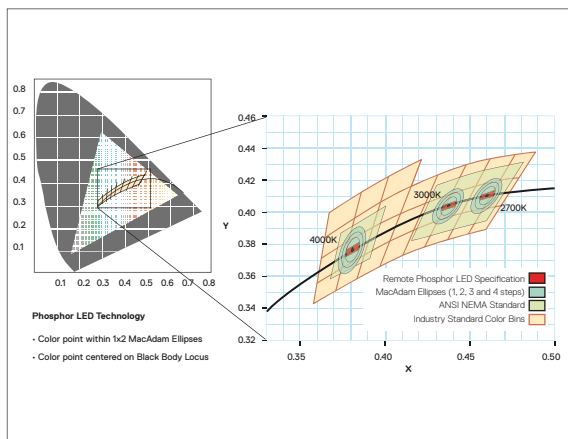 0.8
0.7
0.6
0.5
0.4
0.3
0.2
0.1
0 0.1 0.2 0.3 0.4 0.5 0.6 0.7 0.8
Y
0.46
0.44
0.42
0.40
0.38
0.36
0.34
0.32
4000K
3000K
2700K
Remote Phosphor LED Specification
MacAdam Ellipses (1, 2, 3 and 4 steps)
ANSI NEMA Standard
Industry Standard Color Bins
0.35 0.40 0.45 0.50
X
Phosphor LED Technology
• Color point within 1x2 MacAdam Ellipses
• Color point centered on Black Body Locus